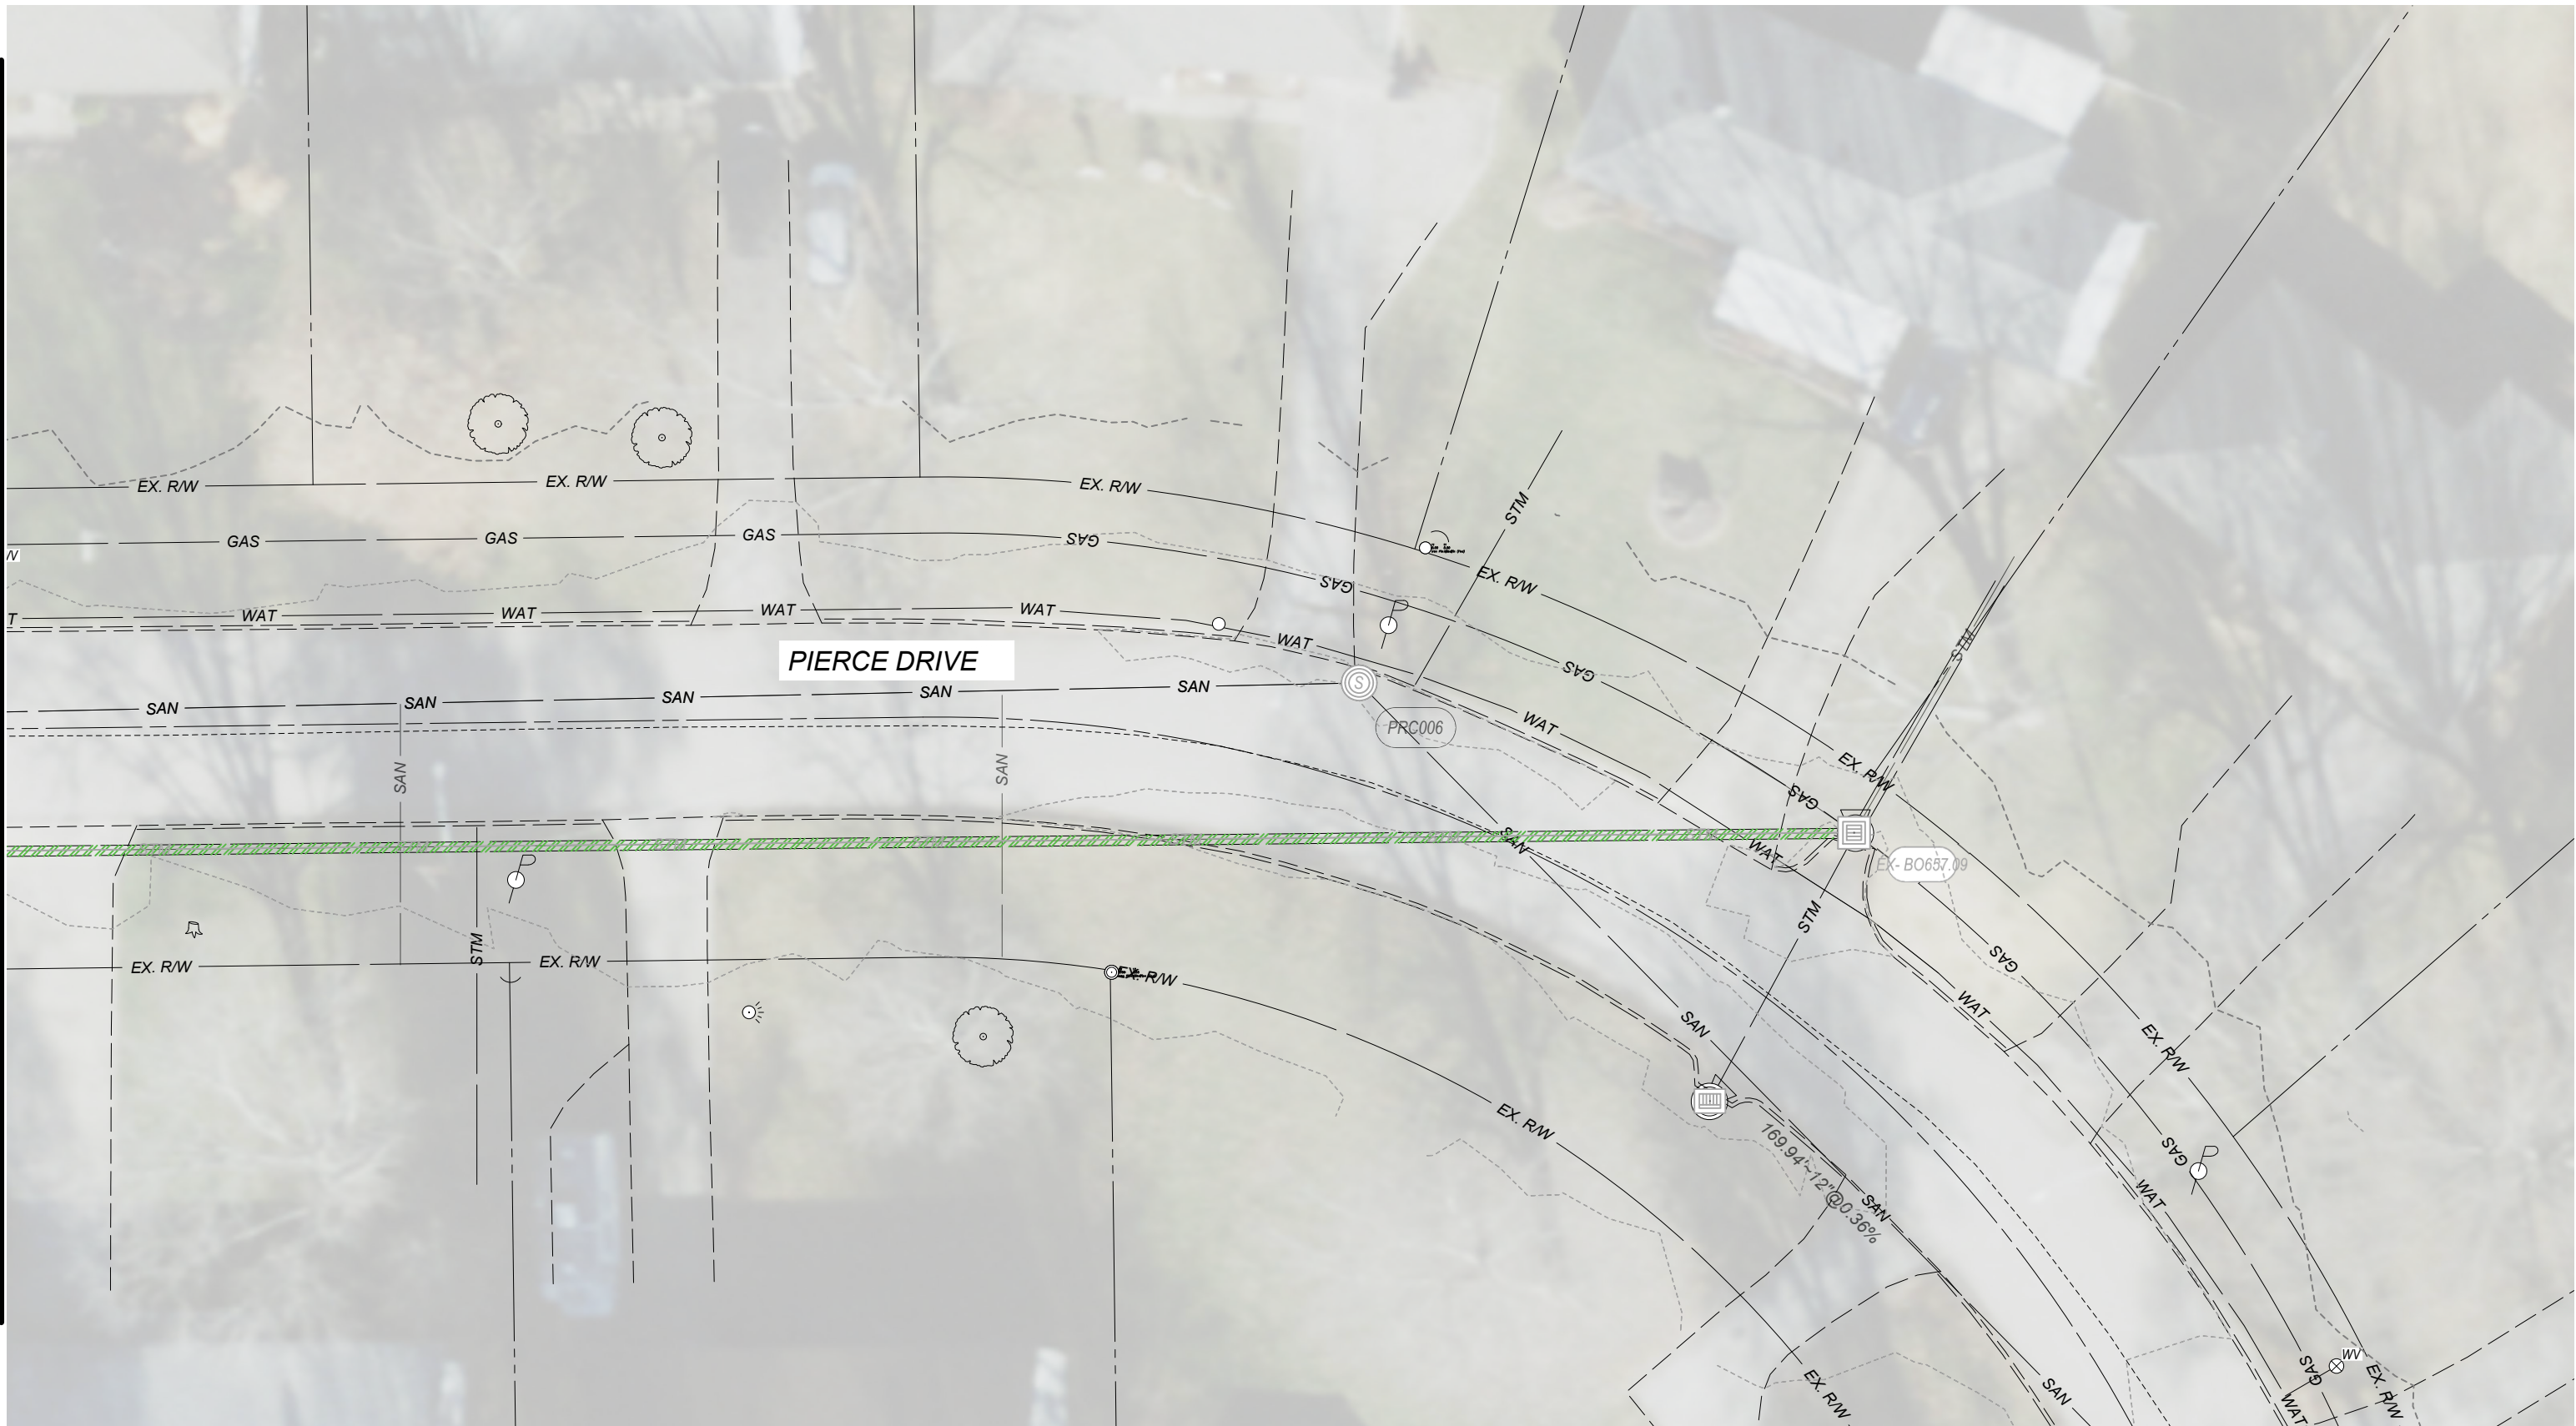 EX. R/W
EX. R/W
EX. R/W
STM
GAS
GAS
GAS
GAS
GAS
EX. R/W
WAT
WAT
WAT
WAT
WAT
T
STM
PIERCE DRIVE
GAS
SAN
SAN
SAN
SAN
SAN
S
PRC006
WAT
SAN
SAN
EX. R/W
GAS
SAN
WAT
EX- BO657.09
STM
STM
EX. R/W
EX. R/W
EX. R/W
GAS
WAT
SAN
EX. R/W
EX. R/W
169.94'~12"@0.36%
GAS
WAT
SAN
WV
GAS
EX. R/W
EX. R/W
SAN
WAT